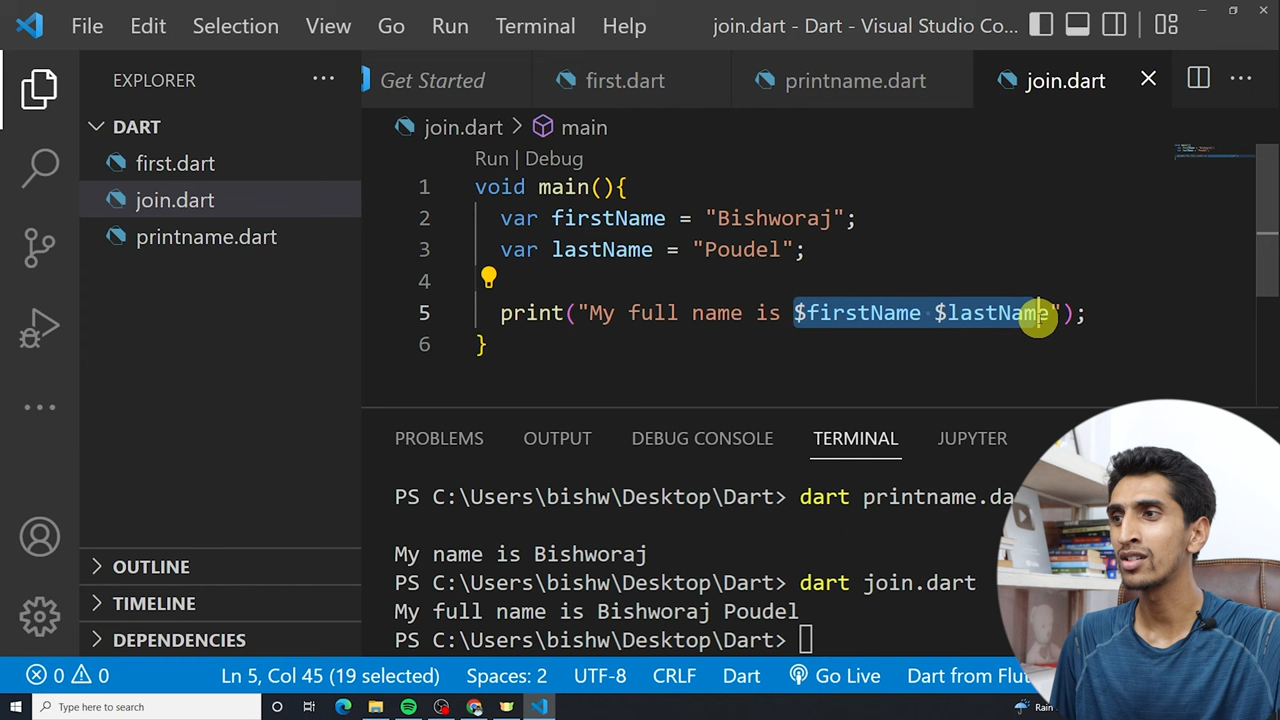 File Edit Selection View Go Run Terminal Help join.dart - Dart - Visual Studio Co...
EXPLORER
Get Started first.dart printname.dart join.dart
DART
first.dart
join.dart
printname.dart
join.dart > main
Run | Debug
1 void main(){
2 var firstName = "Bishworaj";
3 var lastName = "Poudel";
4
5 print("My full name is $firstName $lastName");
6 }
PROBLEMS OUTPUT DEBUG CONSOLE TERMINAL JUPYTER
PS C:\Users\bishw\Desktop\Dart> dart printname.da
My name is Bishworaj
PS C:\Users\bishw\Desktop\Dart> dart join.dart
My full name is Bishworaj Poudel
PS C:\Users\bishw\Desktop\Dart>
OUTLINE
TIMELINE
DEPENDENCIES
0 0 Ln 5, Col 45 (19 selected) Spaces: 2 UTF-8 CRLF Dart Go Live Dart from Flu
Type here to search
Rain